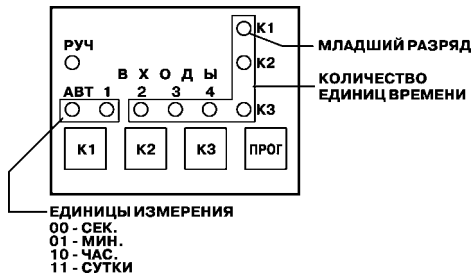 К1
РУЧ
МЛАДШИЙ РАЗРЯД
К2
В Х О Д Ы
КОЛИЧЕСТВО
ЕДИНИЦ ВРЕМЕНИ
АВТ 1 2 3 4
К3
К1 К2 К3 ПРОГ
ЕДИНИЦЫ ИЗМЕРЕНИЯ
00 - СЕК.
01 - МИН.
10 - ЧАС.
11 - СУТКИ